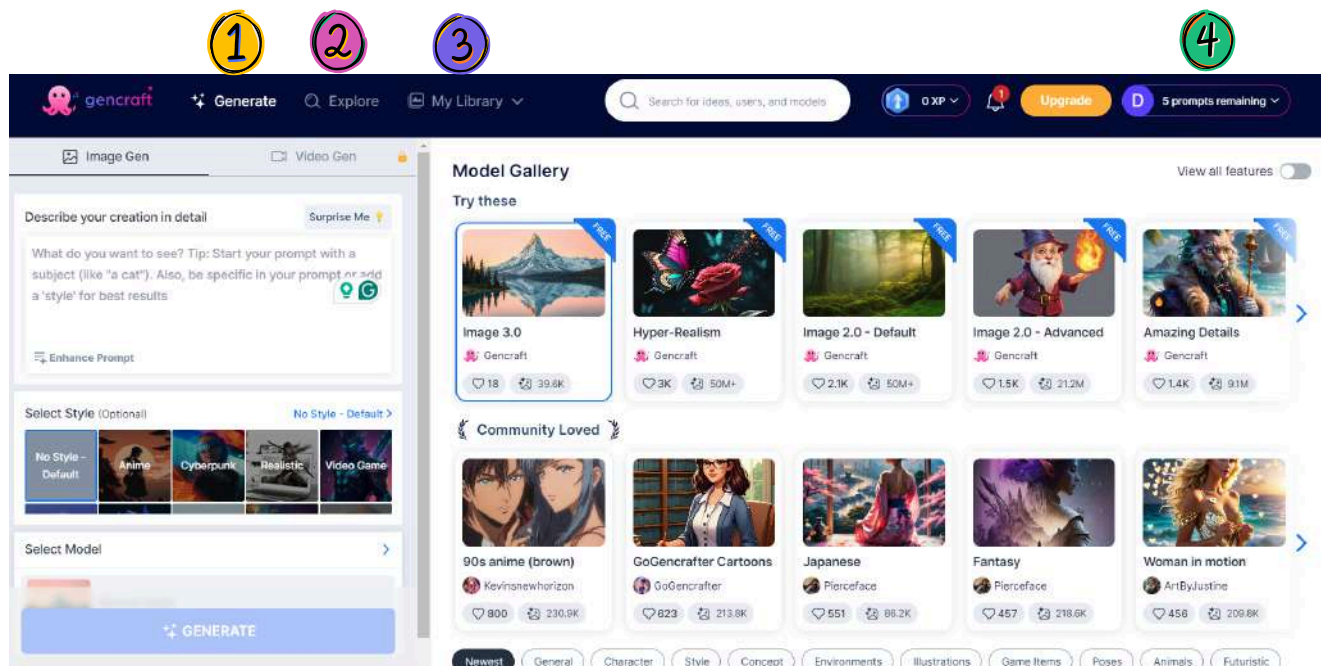 1 2 3 4
gencraft Generate Explore My Library Search for ideas, users, and models 0 XP 1 Upgrade D 5 prompts remaining
Image Gen Video Gen
Describe your creation in detail Surprise Me
What do you want to see? Tip: Start your prompt with a
subject (like "a cat"). Also, be specific in your prompt or add
a 'style' for best results
Enhance Prompt
Select Style (Optional) No Style - Default >
No Style -
Default
Anime
Cyberpunk
Realistic
Video Game
Select Model
GENERATE
Model Gallery View all features
Try these
FREE FREE FREE FREE FREE
Image 3.0 Hyper-Realism Image 2.0 - Default Image 2.0 - Advanced Amazing Details
Gencraft Gencraft Gencraft Gencraft Gencraft
18 39.6K 3K 50M+ 2.1K 50M+ 1.5K 21.2M 1.4K 9.1M
Community Loved
90s anime (brown) GoGencrafter Cartoons Japanese Fantasy Woman in motion
Kevinsnewhorizon GoGencrafter Pierceface Pierceface ArtByJustine
800 230.9K 623 213.8K 551 86.2K 457 218.6K 456 209.8K
Newest General Character Style Concept Environments Illustrations Game Items Poses Animals Futuristic